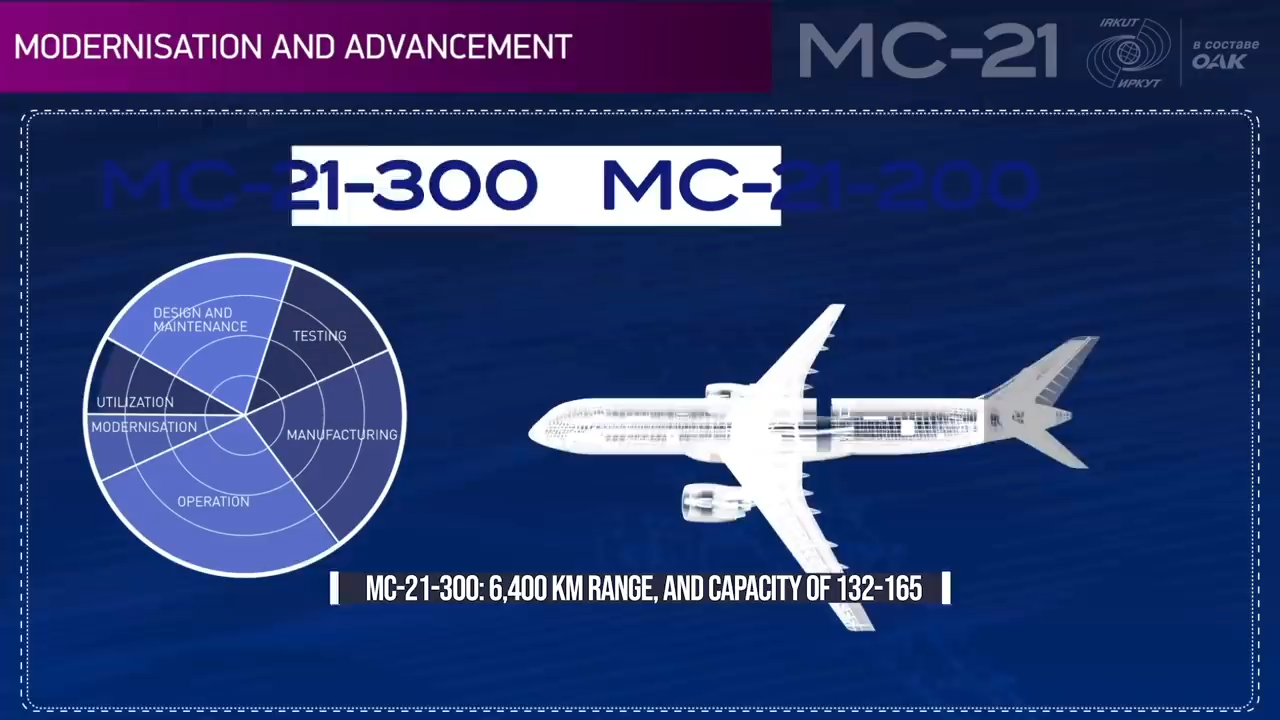 MODERNISATION AND ADVANCEMENT
MC-21
IRKUT
ИРКУТ
в составе
ОАК
MC-21-300 MC-21-200
DESIGN AND
MAINTENANCE
TESTING
UTILIZATION
MODERNISATION
MANUFACTURING
OPERATION
MC-21-300: 6,400 KM RANGE, AND CAPACITY OF 132-165